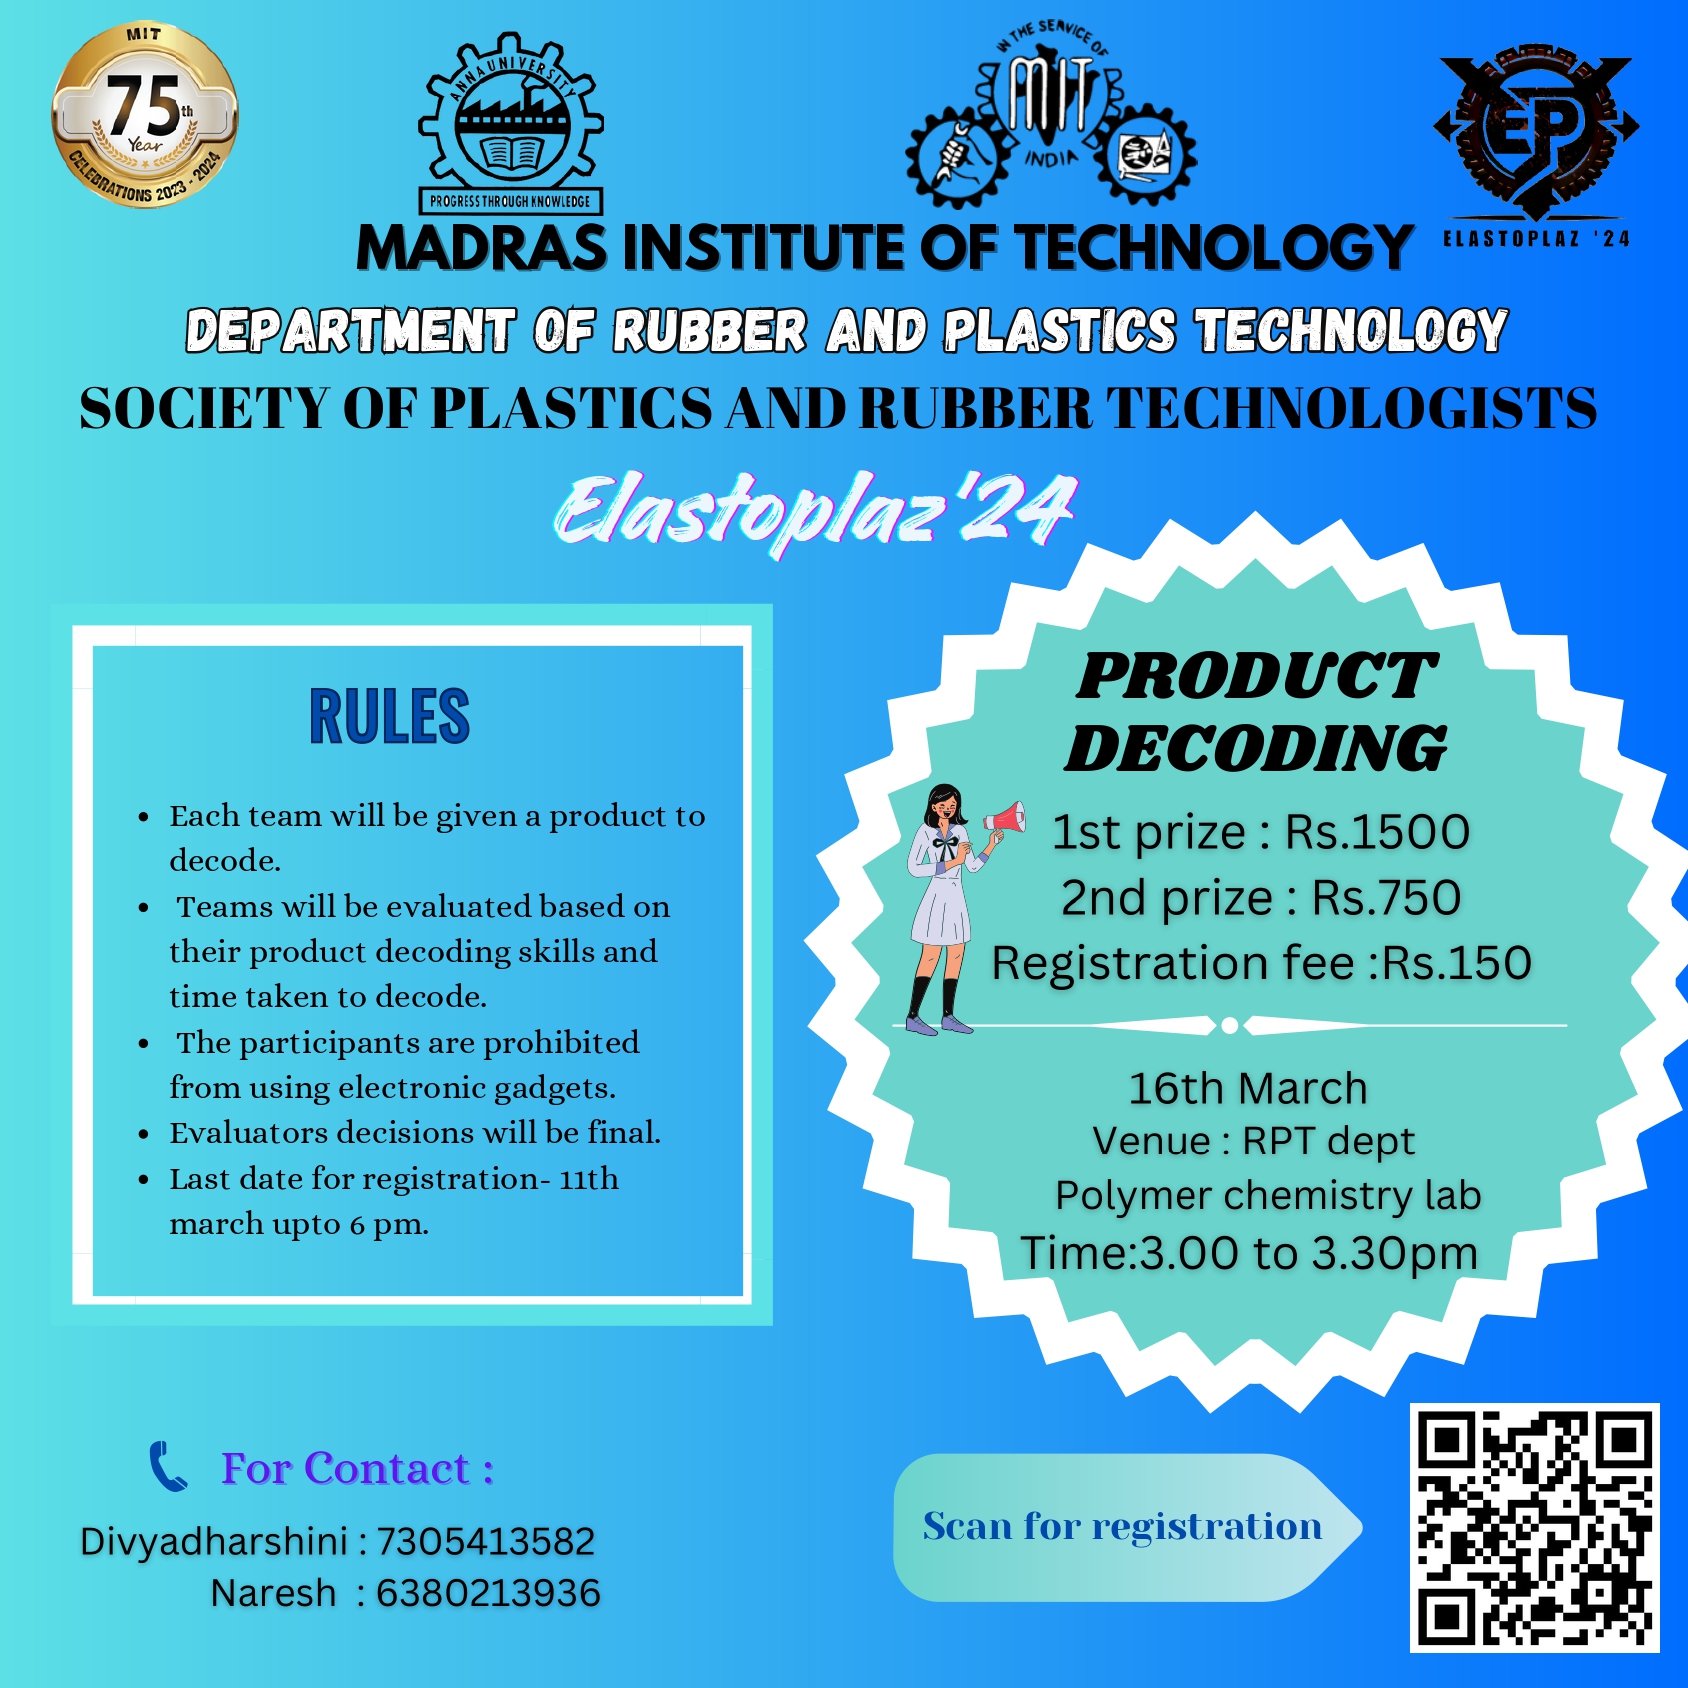 MIT
75th
Year
CELEBRATIONS 2023 - 2024
ANNA UNIVERSITY
PROGRESS THROUGH KNOWLEDGE
IN THE SERVICE OF
MIT
INDIA
EP
ELASTOPLAZ '24
MADRAS INSTITUTE OF TECHNOLOGY
DEPARTMENT OF RUBBER AND PLASTICS TECHNOLOGY
SOCIETY OF PLASTICS AND RUBBER TECHNOLOGISTS
Elastoplaz'24
RULES
• Each team will be given a product to
decode.
• Teams will be evaluated based on
their product decoding skills and
time taken to decode.
• The participants are prohibited
from using electronic gadgets.
• Evaluators decisions will be final.
• Last date for registration- 11th
march upto 6 pm.
PRODUCT
DECODING
1st prize : Rs.1500
2nd prize : Rs.750
Registration fee :Rs.150
16th March
Venue : RPT dept
Polymer chemistry lab
Time:3.00 to 3.30pm
For Contact :
Divyadharshini : 7305413582
Naresh : 6380213936
Scan for registration